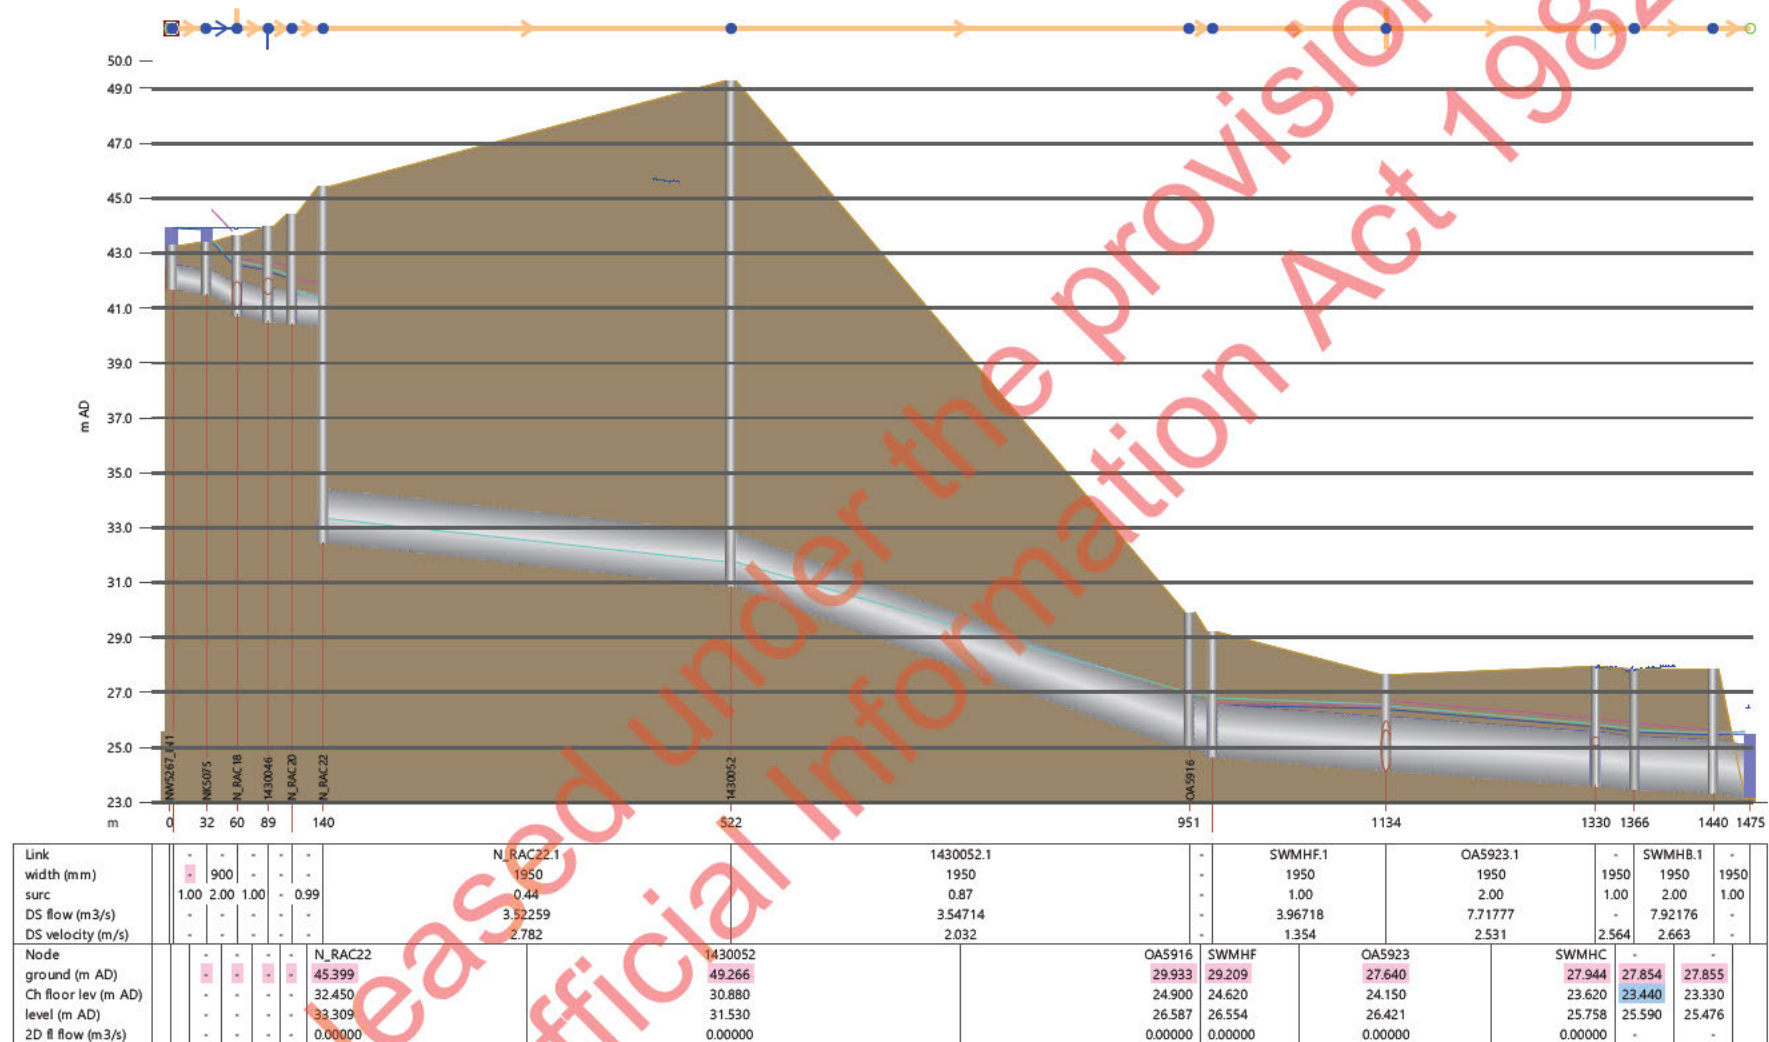 50.0
49.0
47.0
45.0
43.0
41.0
39.0
37.0
35.0
33.0
31.0
29.0
27.0
25.0
23.0
m AD
NK5075
N_RAC18
1430046
N_RAC20
N_RAC22
1430052
OA5916
m 0 32 60 89 140 522 951 1134 1330 1366 1440 1475
Link - - - - - N_RAC22.1 1430052.1 - SWMHF.1 OA5923.1 - SWMHB.1 -
width (mm) - 900 - - - 1950 1950 - 1950 1950 1950 1950 1950
surc 1.00 2.00 1.00 - 0.99 0.44 0.87 - 1.00 2.00 1.00 2.00 1.00
DS flow (m3/s) - - - - - 3.52259 3.54714 - 3.96718 7.71777 - 7.92176 -
DS velocity (m/s) - - - - - 2.782 2.032 - 1.354 2.531 2.564 2.663 -
Node - - - - N_RAC22 1430052 OA5916 SWMHF OA5923 SWMHC - -
ground (m AD) - - - - 45.399 49.266 29.933 29.209 27.640 27.944 27.854 27.855
Ch floor lev (m AD) - - - - 32.450 30.880 24.900 24.620 24.150 23.620 23.440 23.330
level (m AD) - - - - 33.309 31.530 26.587 26.554 26.421 25.758 25.590 25.476
2D fl flow (m3/s) - - - - 0.00000 0.00000 0.00000 0.00000 0.00000 0.00000 - -
leased under the provision
fficial Information Act 1982